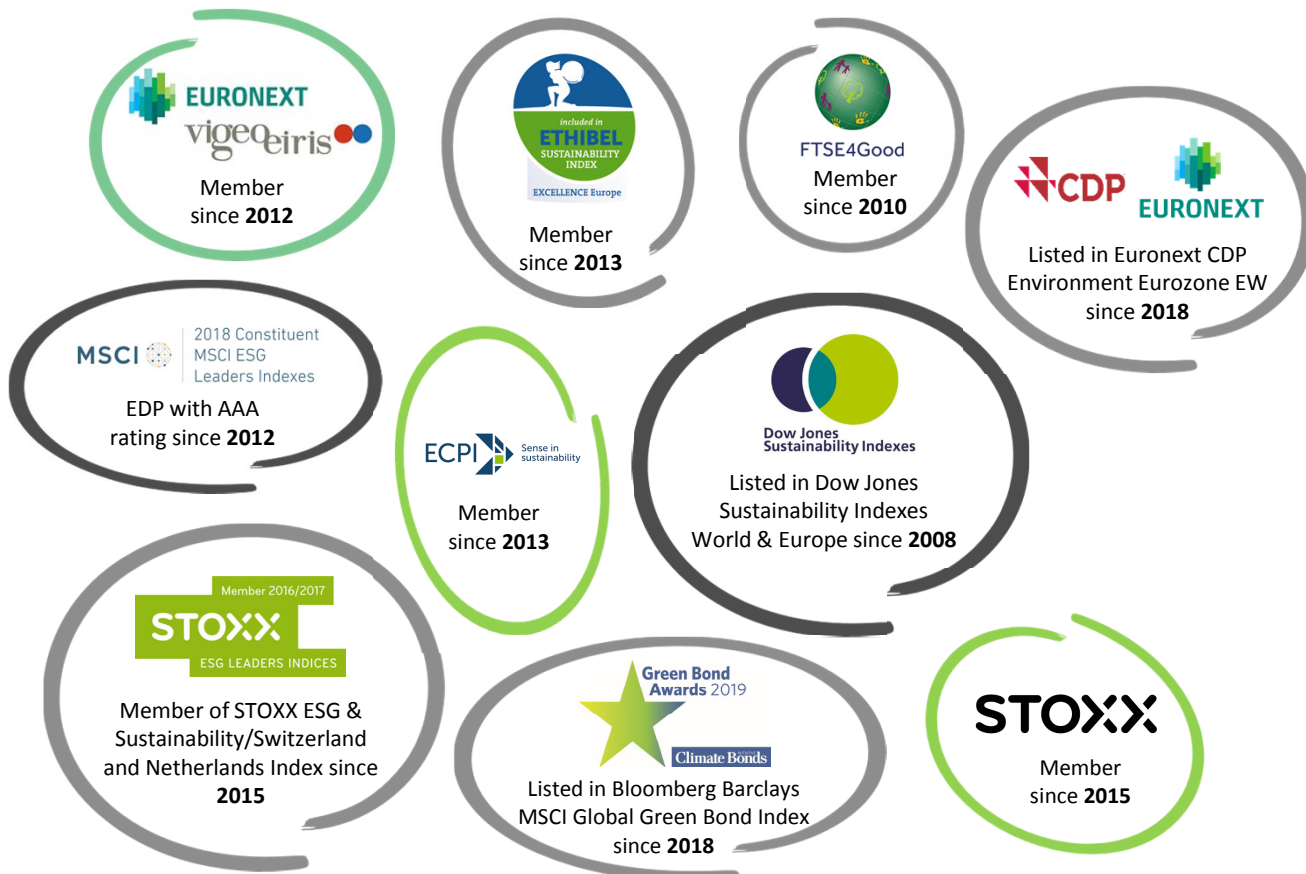 EURONEXT
vigeoeiris
Member
since 2012
included in
ETHIBEL
SUSTAINABILITY
INDEX
EXCELLENCE Europe
Member
since 2013
FTSE4Good
Member
since 2010
CDP
EURONEXT
Listed in Euronext CDP
Environment Eurozone EW
since 2018
MSCI
2018 Constituent
MSCI ESG
Leaders Indexes
EDP with AAA
rating since 2012
ECPI
Sense in
sustainability
Member
since 2013
Dow Jones
Sustainability Indexes
Listed in Dow Jones
Sustainability Indexes
World & Europe since 2008
Member 2016/2017
STOXX
ESG LEADERS INDICES
Member of STOXX ESG &
Sustainability/Switzerland
and Netherlands Index since
2015
Green Bond
Awards 2019
INITIATIVE
Climate Bonds
Listed in Bloomberg Barclays
MSCI Global Green Bond Index
since 2018
STOXX
Member
since 2015